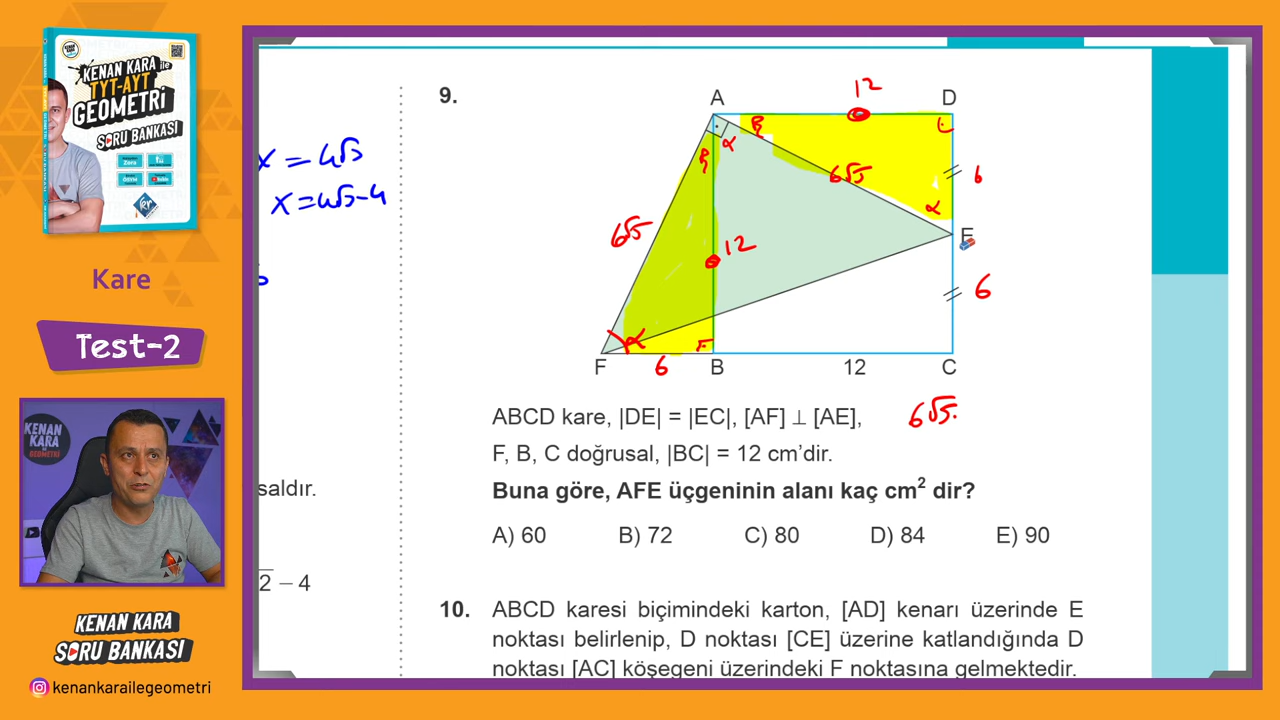 KENAN KARA ile
TYT-AYT
GEOMETRİ
SORU BANKASI
Kare
Test-2
KENAN
KARA
GEOMETRİ
KENAN KARA
SORU BANKASI
kenankarailegeometri
x = 4√5
x = 4√5-4
saldır.
2 – 4
9.
A
D
12
β
α
β
6√5
6
α
6√5
12
E
6
α
F
6
B
12
C
ABCD kare, |DE| = |EC|, [AF] ⊥ [AE],
6√5
F, B, C doğrusal, |BC| = 12 cm’dir.
Buna göre, AFE üçgeninin alanı kaç cm² dir?
A) 60 B) 72 C) 80 D) 84 E) 90
10. ABCD karesi biçimindeki karton, [AD] kenarı üzerinde E
noktası belirlenip, D noktası [CE] üzerine katlandığında D
noktası [AC] köşegeni üzerindeki F noktasına gelmektedir.